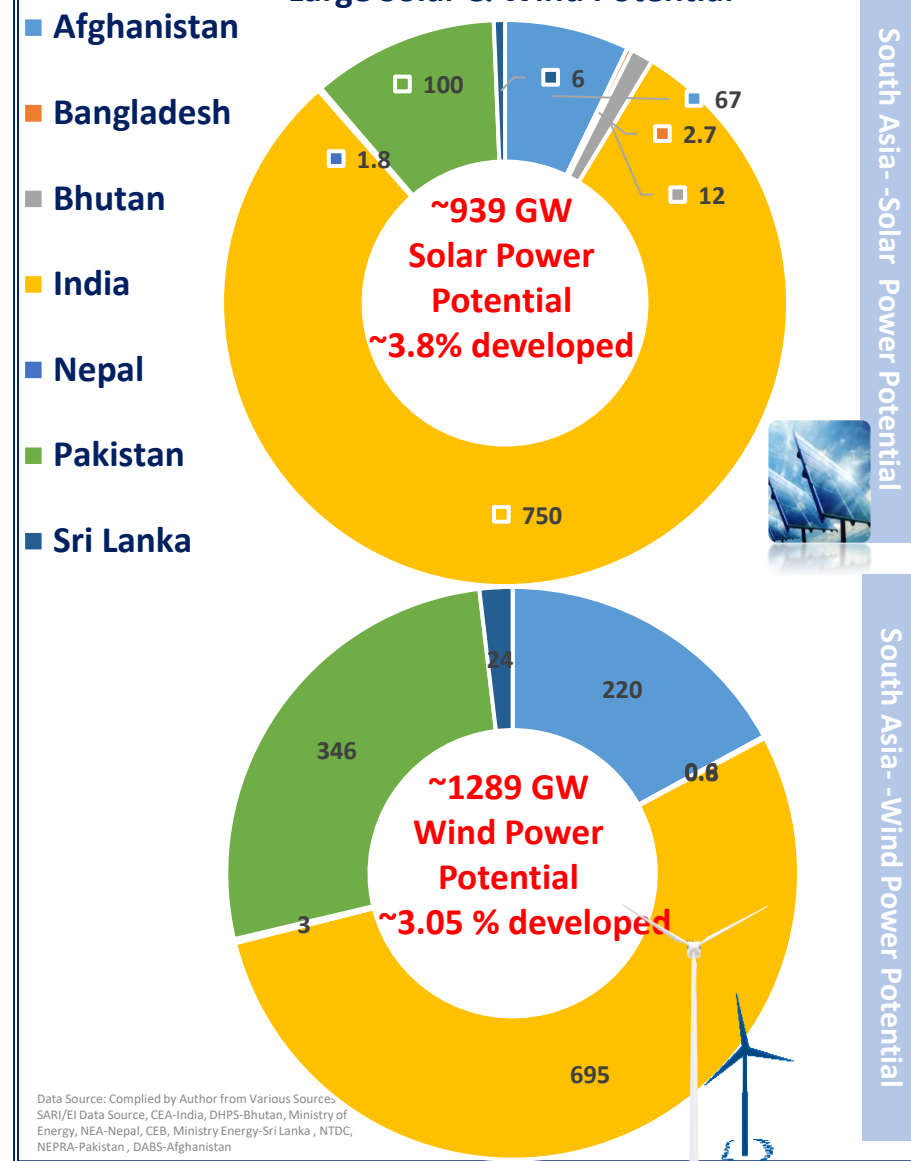 Large Solar & Wind Potential
Afghanistan
Bangladesh
Bhutan
India
Nepal
Pakistan
Sri Lanka
6
67
2.7
12
100
1.8
750
~939 GW
Solar Power
Potential
~3.8% developed
South Asia- -Solar Power Potential
24
220
346
3
695
~1289 GW
Wind Power
Potential
~3.05 % developed
South Asia- -Wind Power Potential
Data Source: Complied by Author from Various Sources
SARI/EI Data Source, CEA-India, DHPS-Bhutan, Ministry of
Energy, NEA-Nepal, CEB, Ministry Energy-Sri Lanka , NTDC,
NEPRA-Pakistan , DABS-Afghanistan